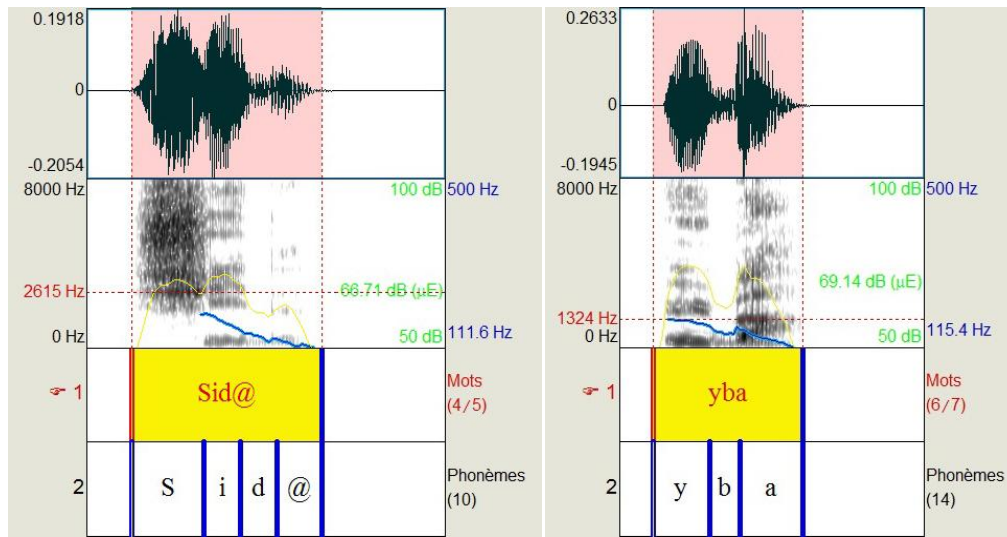 0.1918
0
-0.2054
8000 Hz
100 dB 500 Hz
2615 Hz
66.71 dB (µE)
0 Hz
50 dB 111.6 Hz
☞ 1
Sid@
Mots
(4/5)
2
S i d @
Phonèmes
(10)
0.2633
0
-0.1945
8000 Hz
100 dB 500 Hz
69.14 dB (µE)
1324 Hz
0 Hz
50 dB 115.4 Hz
☞ 1
yba
Mots
(6/7)
2
y b a
Phonèmes
(14)